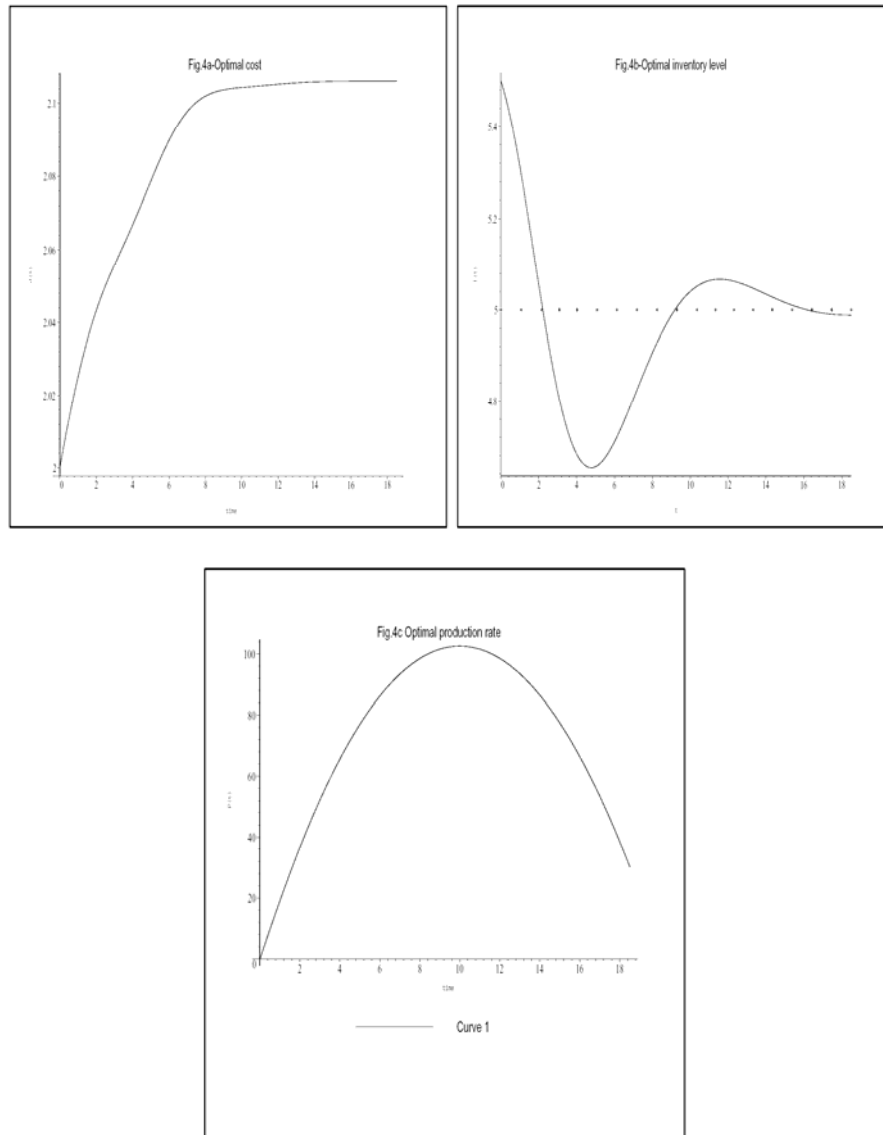 Fig.4a-Optimal cost
2.1
2.08
2.06
2.04
2.02
2
0 2 4 6 8 10 12 14 16 18
time
Fig.4b-Optimal inventory level
5.4
5.2
5
4.8
0 2 4 6 8 10 12 14 16 18
Fig.4c Optimal production rate
100
80
60
40
20
0
2 4 6 8 10 12 14 16 18
time
Curve 1